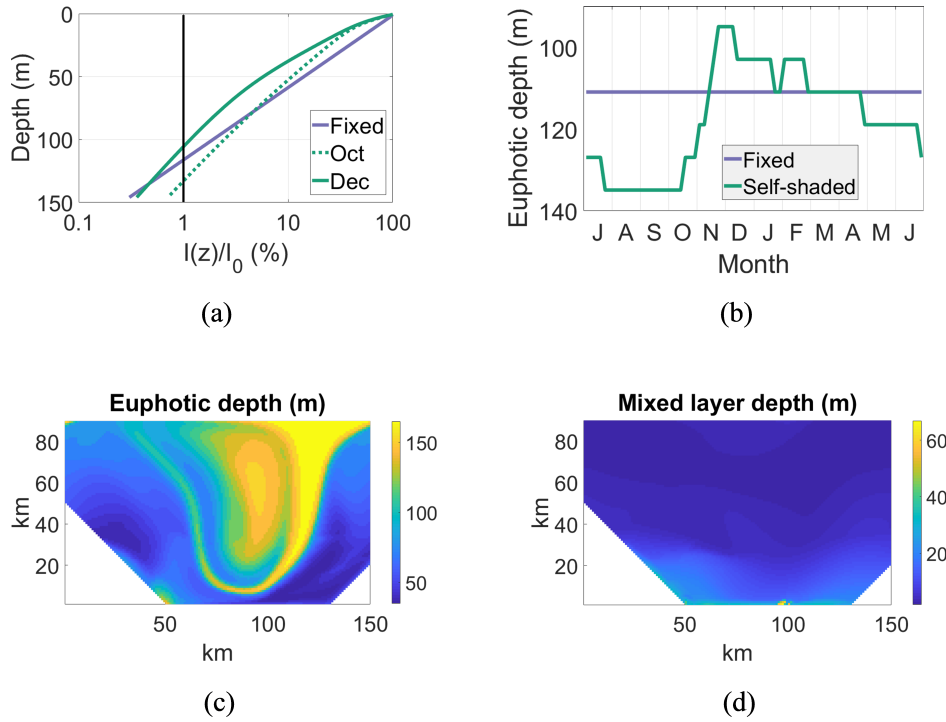 0
50
100
150
Depth (m)
Fixed
Oct
Dec
0.1
1
10
100
I(z)/I0 (%)
(a)
100
120
140
Euphotic depth (m)
Fixed
Self-shaded
J A S O N D J F M A M J
Month
(b)
Euphotic depth (m)
80
60
40
20
km
50
100
150
km
150
100
50
(c)
Mixed layer depth (m)
80
60
40
20
km
50
100
150
km
60
40
20
(d)